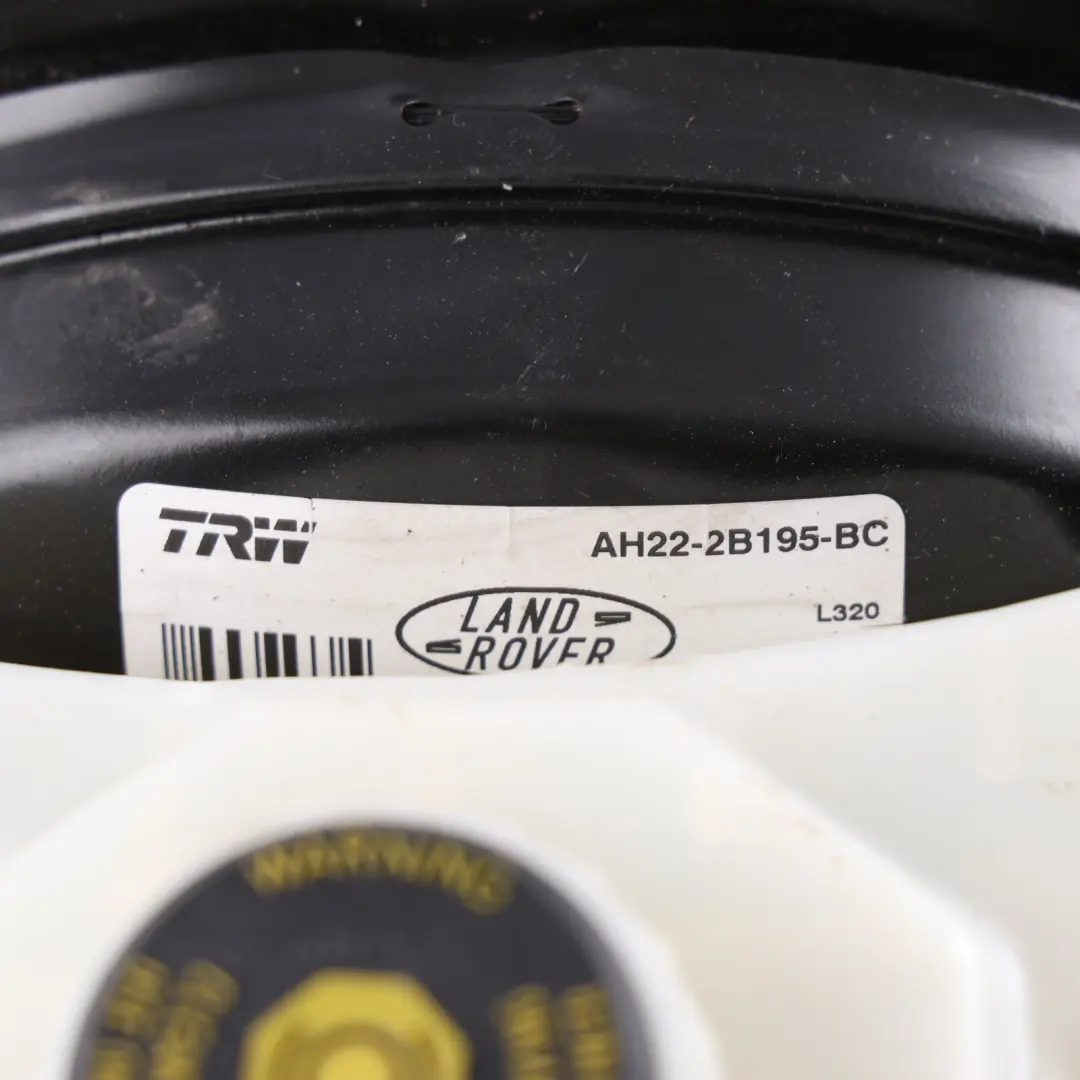 TRW
AH22-2B195-BC
LAND
ROVER
L320
WARNING